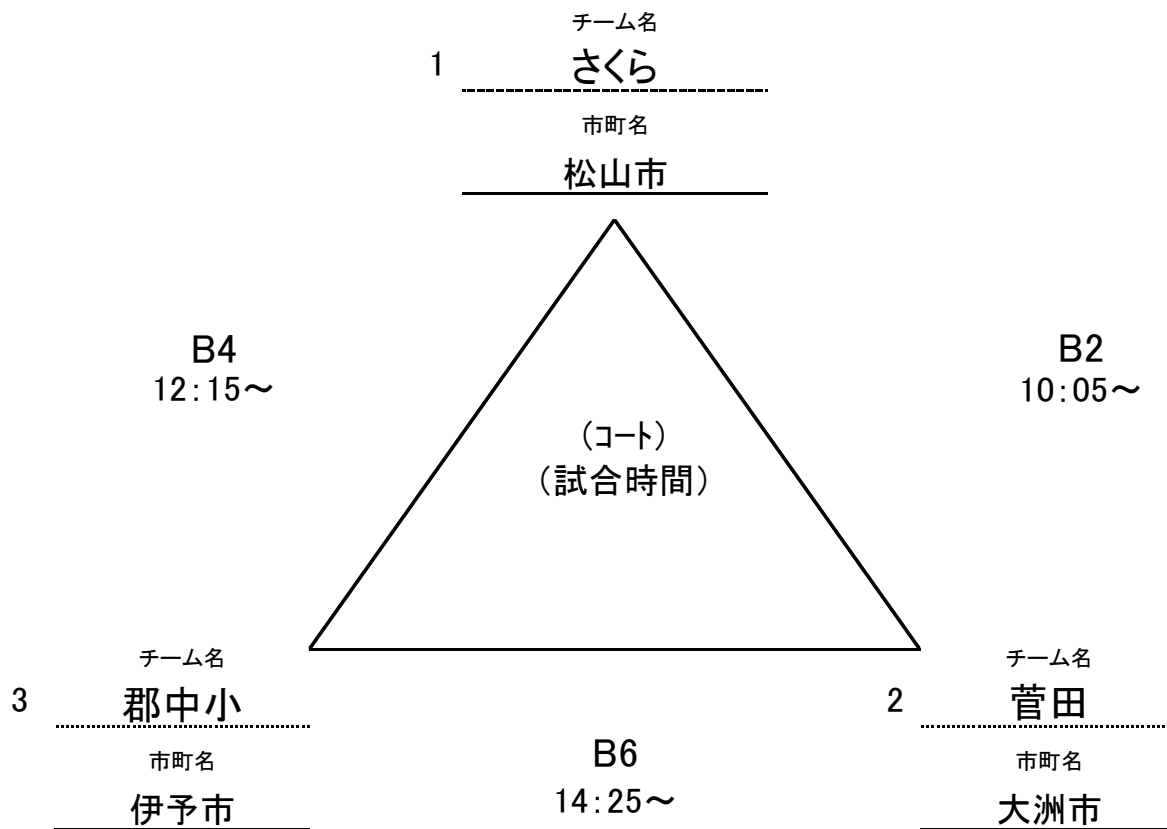 チーム名
1 さくら
市町名
松山市
B4
12:15～
B2
10:05～
(コート)
(試合時間)
チーム名
3 郡中小
市町名
伊予市
チーム名
2 菅田
市町名
大洲市
B6
14:25～